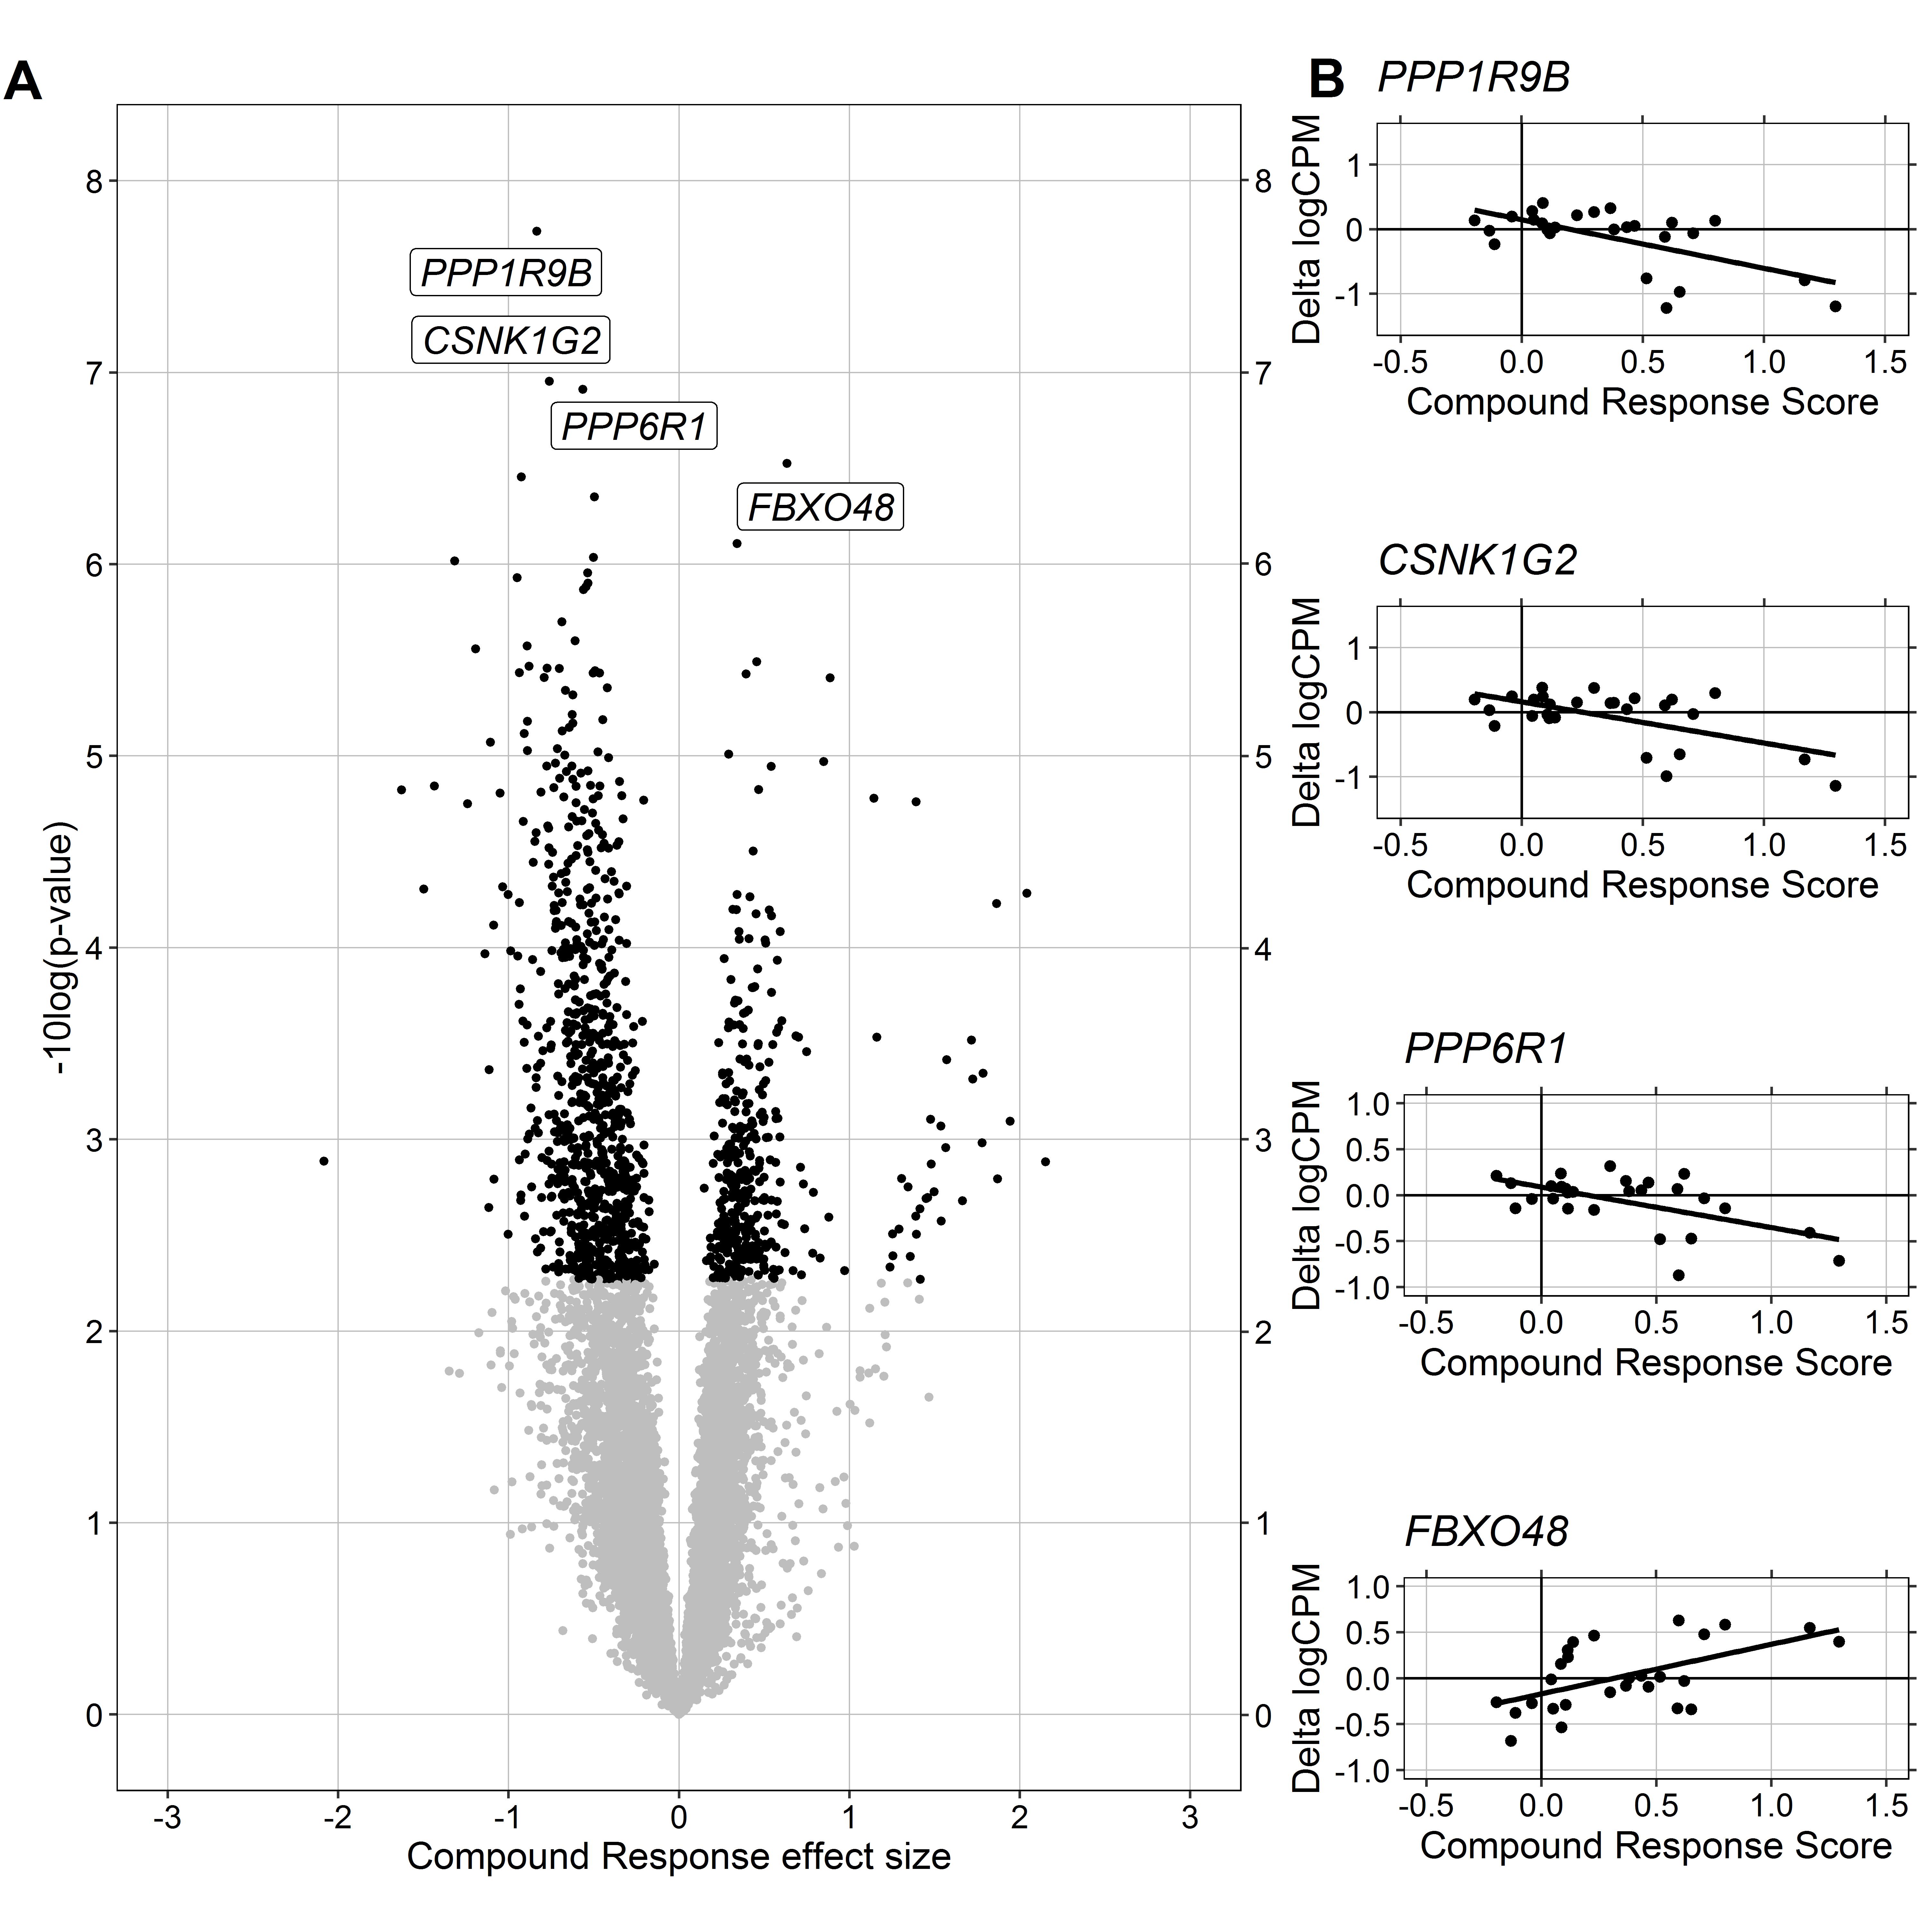 A
8
7
6
5
4
3
2
1
0
-10log(p-value)
PPP1R9B
CSNK1G2
PPP6R1
FBXO48
8
7
6
5
4
3
2
1
0
-3 -2 -1 0 1 2 3
Compound Response effect size
B PPP1R9B
Delta logCPM
1
0
-1
-0.5 0.0 0.5 1.0 1.5
Compound Response Score
CSNK1G2
Delta logCPM
1
0
-1
-0.5 0.0 0.5 1.0 1.5
Compound Response Score
PPP6R1
Delta logCPM
1.0
0.5
0.0
-0.5
-1.0
-0.5 0.0 0.5 1.0 1.5
Compound Response Score
FBXO48
Delta logCPM
1.0
0.5
0.0
-0.5
-1.0
-0.5 0.0 0.5 1.0 1.5
Compound Response Score